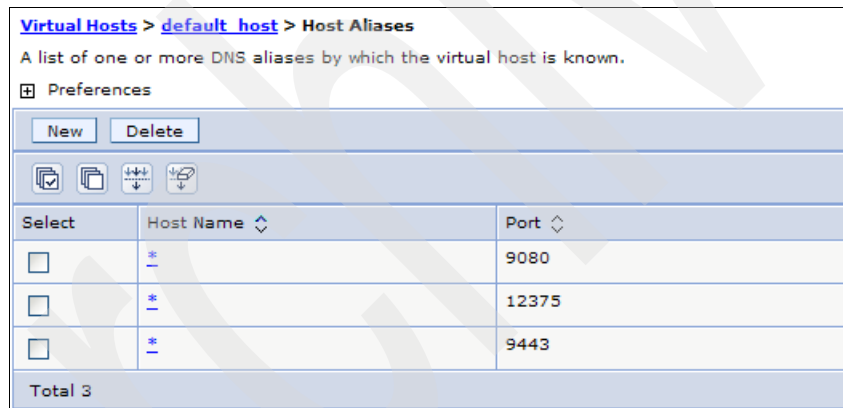 Virtual Hosts > default_host > Host Aliases
A list of one or more DNS aliases by which the virtual host is known.
Preferences
New Delete
Select Host Name Port
* 9080
* 12375
* 9443
Total 3